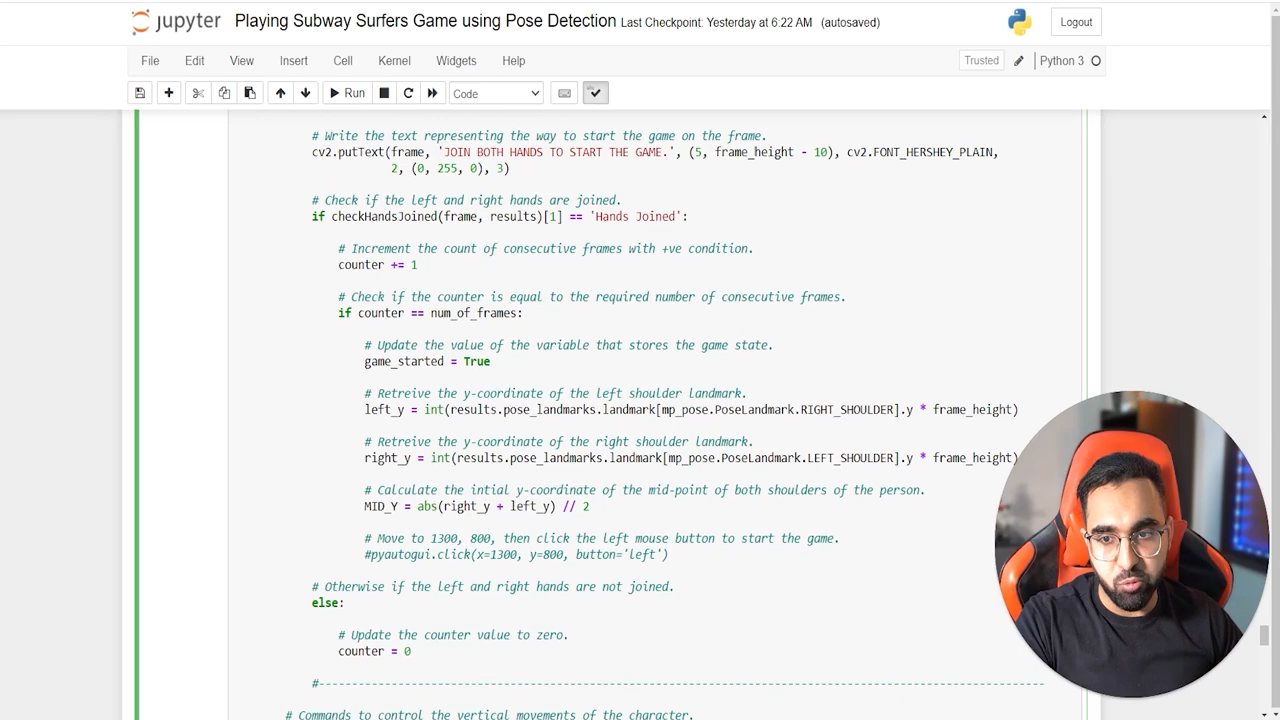 jupyter Playing Subway Surfers Game using Pose Detection Last Checkpoint: Yesterday at 6:22 AM (autosaved) Logout
File Edit View Insert Cell Kernel Widgets Help Trusted Python 3
Run Code
# Write the text representing the way to start the game on the frame.
cv2.putText(frame, 'JOIN BOTH HANDS TO START THE GAME.', (5, frame_height - 10), cv2.FONT_HERSHEY_PLAIN,
2, (0, 255, 0), 3)
# Check if the left and right hands are joined.
if checkHandsJoined(frame, results)[1] == 'Hands Joined':
# Increment the count of consecutive frames with +ve condition.
counter += 1
# Check if the counter is equal to the required number of consecutive frames.
if counter == num_of_frames:
# Update the value of the variable that stores the game state.
game_started = True
# Retreive the y-coordinate of the left shoulder landmark.
left_y = int(results.pose_landmarks.landmark[mp_pose.PoseLandmark.RIGHT_SHOULDER].y * frame_height)
# Retreive the y-coordinate of the right shoulder landmark.
right_y = int(results.pose_landmarks.landmark[mp_pose.PoseLandmark.LEFT_SHOULDER].y * frame_height)
# Calculate the intial y-coordinate of the mid-point of both shoulders of the person.
MID_Y = abs(right_y + left_y) // 2
# Move to 1300, 800, then click the left mouse button to start the game.
#pyautogui.click(x=1300, y=800, button='left')
# Otherwise if the left and right hands are not joined.
else:
# Update the counter value to zero.
counter = 0
#----------------------------------------------------------------------------------------------------------
# Commands to control the vertical movements of the character.